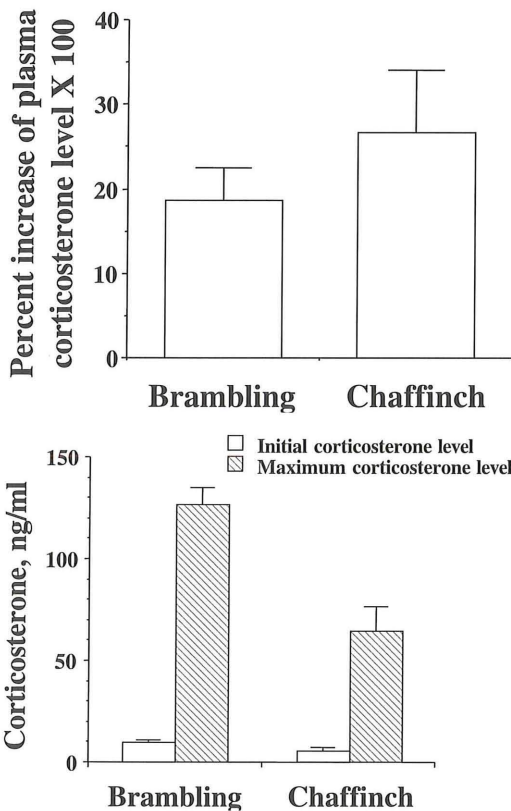 Percent increase of plasma
corticosterone level X 100
40
30
20
10
0
Brambling Chaffinch
Initial corticosterone level
Maximum corticosterone level
Corticosterone, ng/ml
150
100
50
0
Brambling Chaffinch